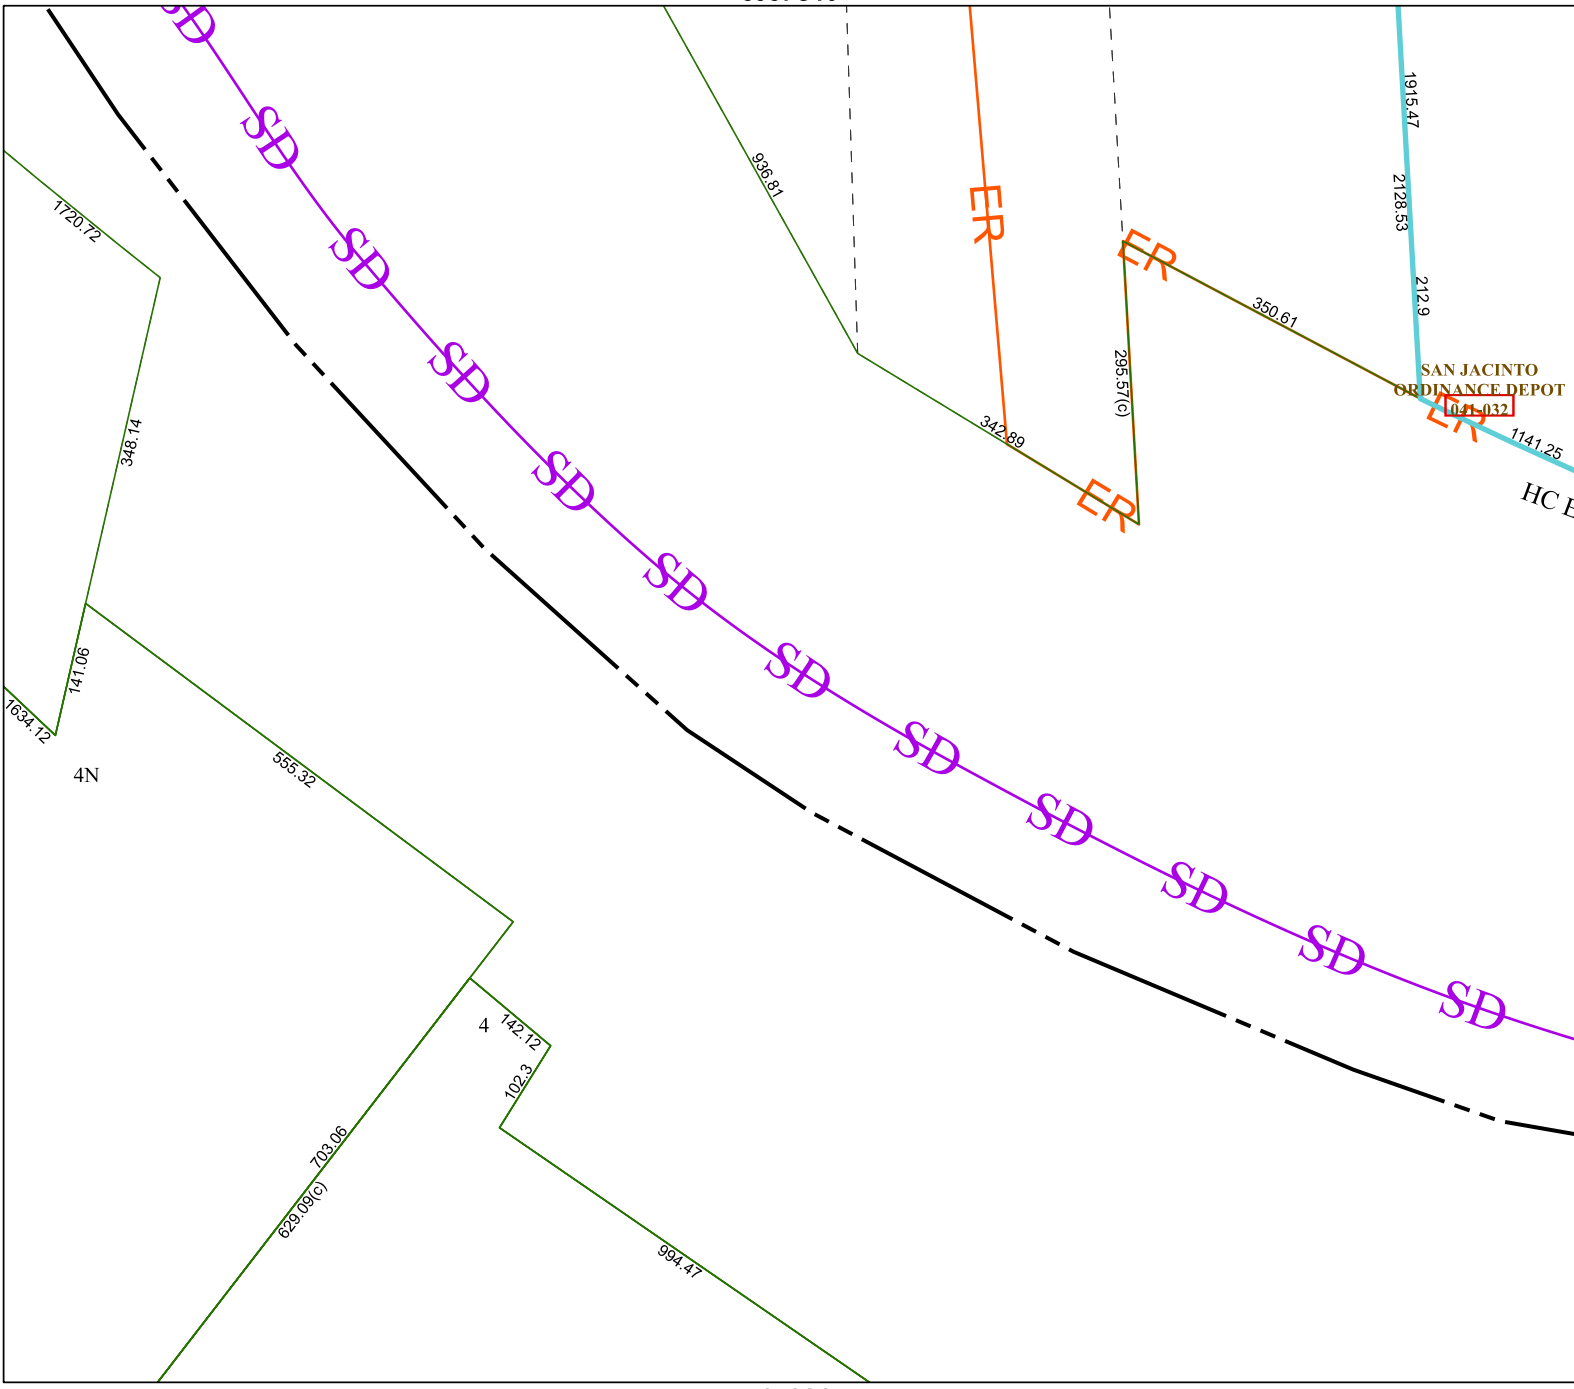 SD
SD
SD
SD
SD
SD
SD
SD
SD
SD
SD
SD
ER
ER
ER
ER
1915.47
2128.53
212.9
936.81
1720.72
350.61
295.57(c)
342.89
SAN JACINTO
ORDINANCE DEPOT
041-032
1141.25
HC E
348.14
141.06
1634.12
4N
555.32
4
142.12
102.3
703.06
629.09(c)
994.47